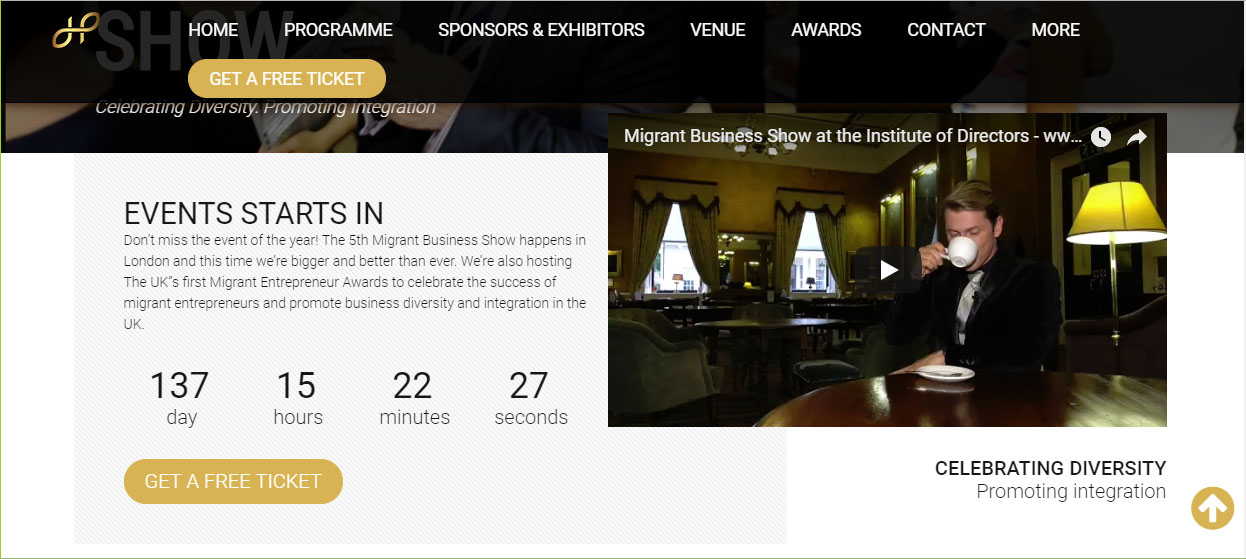 SHOW
HOME PROGRAMME SPONSORS & EXHIBITORS VENUE AWARDS CONTACT MORE
GET A FREE TICKET
Celebrating Diversity. Promoting Integration
Migrant Business Show at the Institute of Directors - ww...
EVENTS STARTS IN
Don't miss the event of the year! The 5th Migrant Business Show happens in
London and this time we're bigger and better than ever. We're also hosting
The UK"s first Migrant Entrepreneur Awards to celebrate the success of
migrant entrepreneurs and promote business diversity and integration in the
UK.
137 15 22 27
day hours minutes seconds
GET A FREE TICKET
CELEBRATING DIVERSITY
Promoting integration